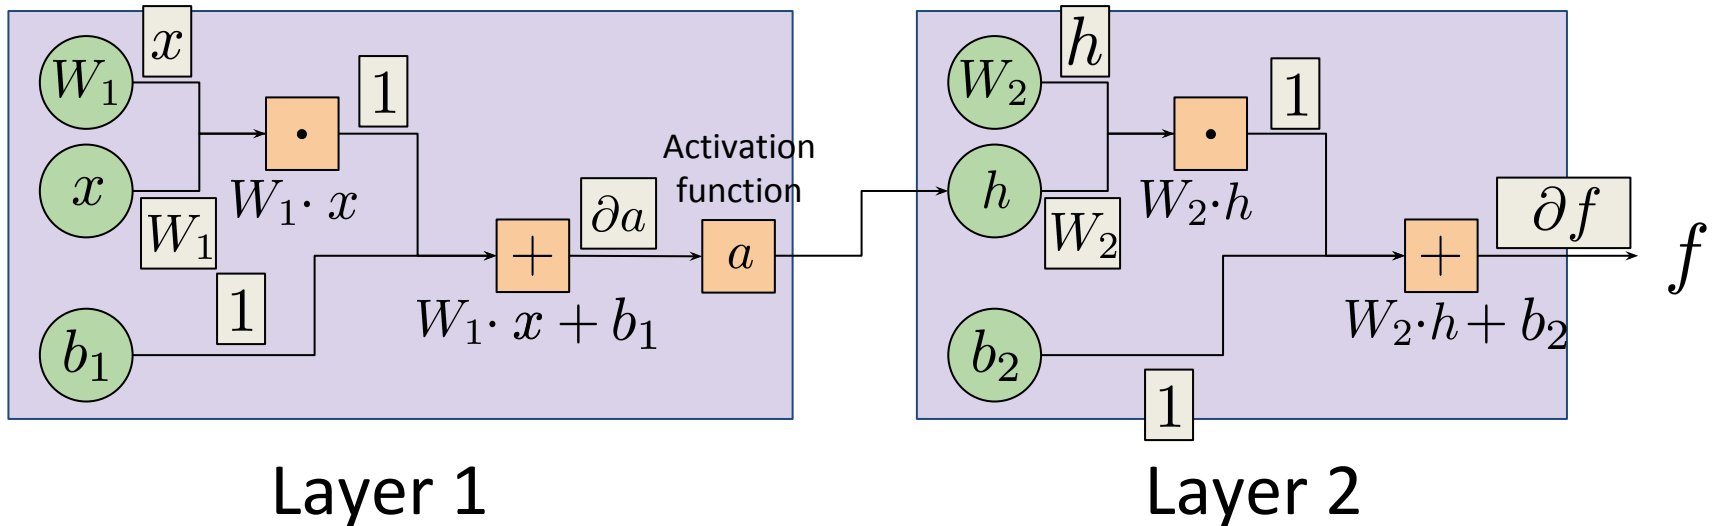 x
W₁
1
·
x
W₁
W₁· x
1
b₁
+
W₁· x + b₁
∂a
Activation
function
a
Layer 1
h
W₂
1
·
h
W₂
W₂·h
b₂
1
+
W₂·h + b₂
∂f
f
Layer 2